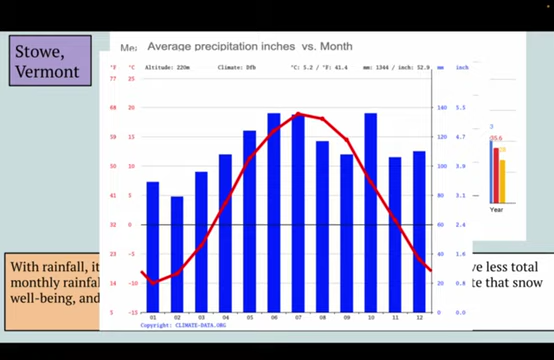 Stowe,
Vermont
Average precipitation inches vs. Month
Altitude: 220m Climate: Dfb °C: 5.2 / °F: 41.4 mm: 1344 / inch: 52.9
°F °C mm inch
77 25
68 20 140 5.5
59 15 120 4.7
50 10 100 3.9
41 5 80 3.1
32 0 60 2.4
23 -5 40 1.6
14 -10 20 0.8
5 -15 0 0.0
01 02 03 04 05 06 07 08 09 10 11 12
Copyright: CLIMATE-DATA.ORG
Year
With rainfall, it
monthly rainfa
well-being, and
ve less total
te that snow